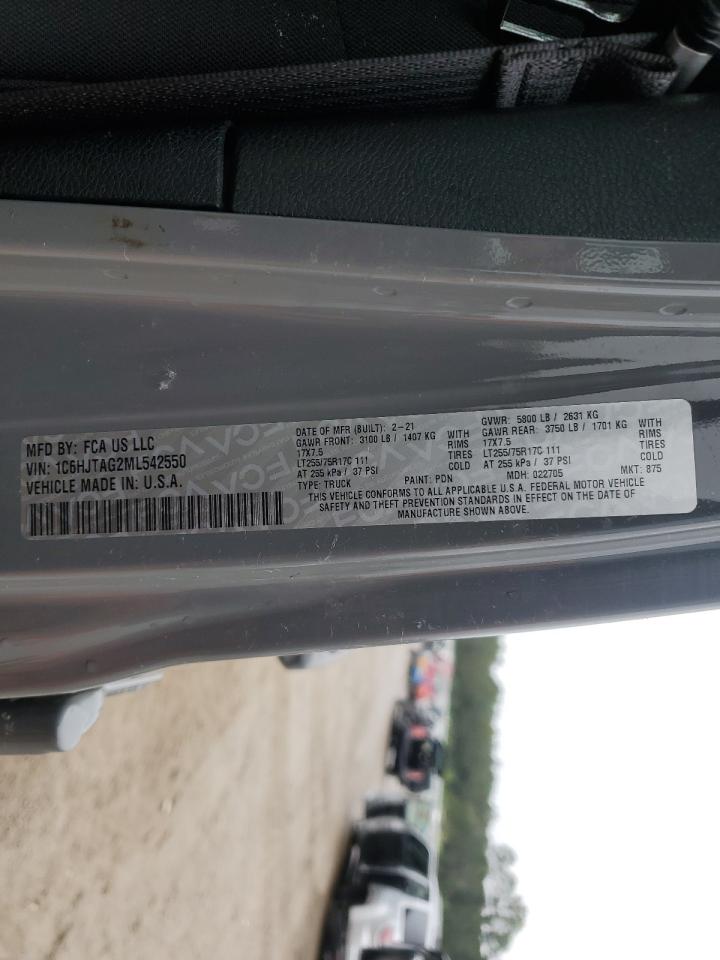 MFD BY: FCA US LLC
VIN: 1C6HJTAG2ML542550
VEHICLE MADE IN: U.S.A.
DATE OF MFR (BUILT): 2-21 GVWR: 5800 LB / 2631 KG
GAWR FRONT: 3100 LB / 1407 KG WITH GAWR REAR: 3750 LB / 1701 KG WITH
17X7.5 RIMS 17X7.5 RIMS
LT255/75R17C 111 TIRES LT255/75R17C 111 TIRES
AT 255 kPa / 37 PSI COLD AT 255 kPa / 37 PSI COLD
TYPE: TRUCK PAINT: PDN MDH: 022705 MKT: 875
THIS VEHICLE CONFORMS TO ALL APPLICABLE U.S.A. FEDERAL MOTOR VEHICLE
SAFETY AND THEFT PREVENTION STANDARDS IN EFFECT ON THE DATE OF
MANUFACTURE SHOWN ABOVE.